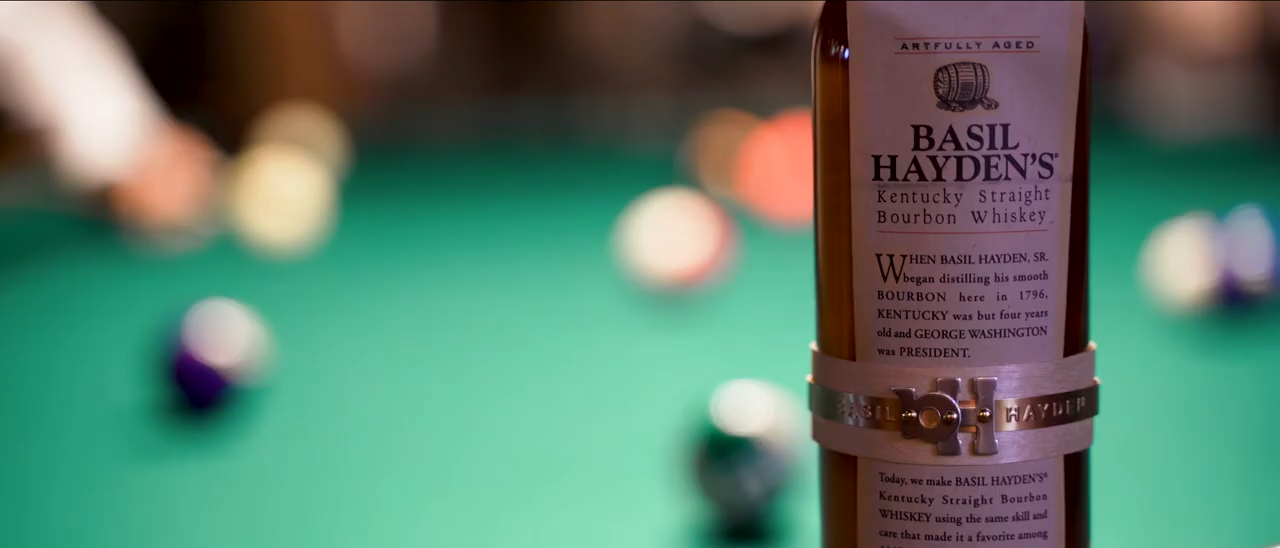 ARTFULLY AGED
BASIL
HAYDEN'S®
Kentucky Straight
Bourbon Whiskey
WHEN BASIL HAYDEN, SR.
began distilling his smooth
BOURBON here in 1796,
KENTUCKY was but four years
old and GEORGE WASHINGTON
was PRESIDENT.
BASIL BH HAYDEN
Today, we make BASIL HAYDEN'S®
Kentucky Straight Bourbon
WHISKEY using the same skill and
care that made it a favorite among